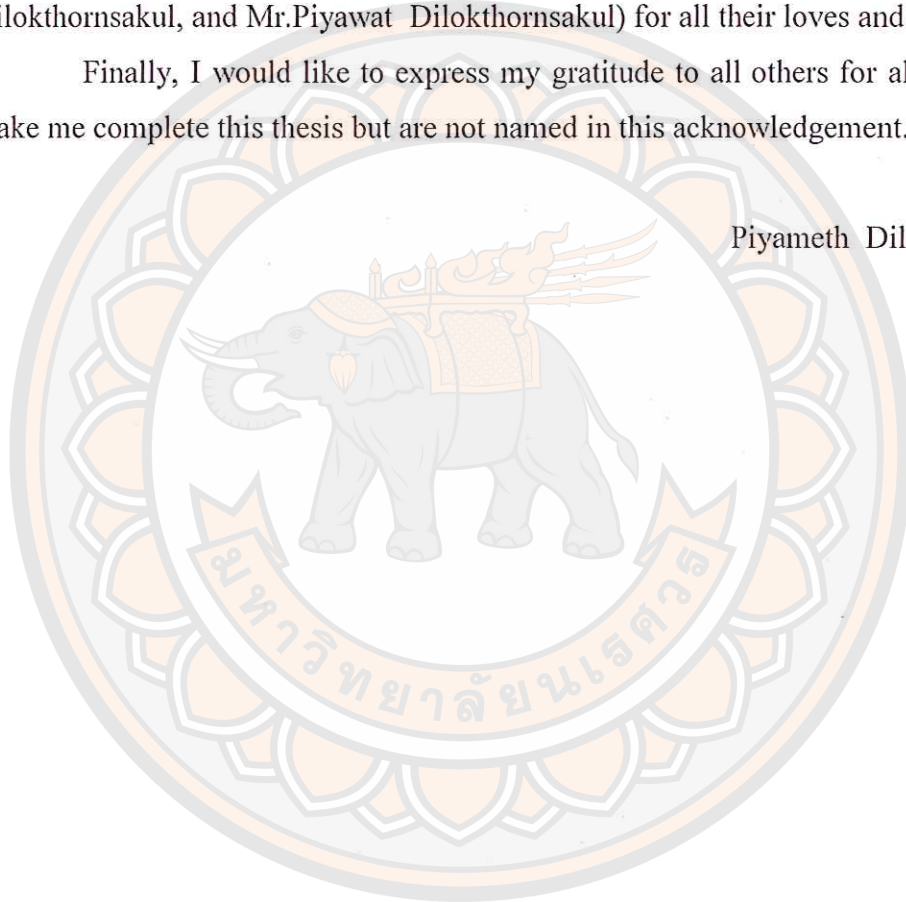 ilokthornsakul, and Mr.Piyawat Dilokthornsakul) for all their loves and
Finally, I would like to express my gratitude to all others for al
ake me complete this thesis but are not named in this acknowledgement.
Piyameth Dil
มหาวิทยาลัยนเรศวร